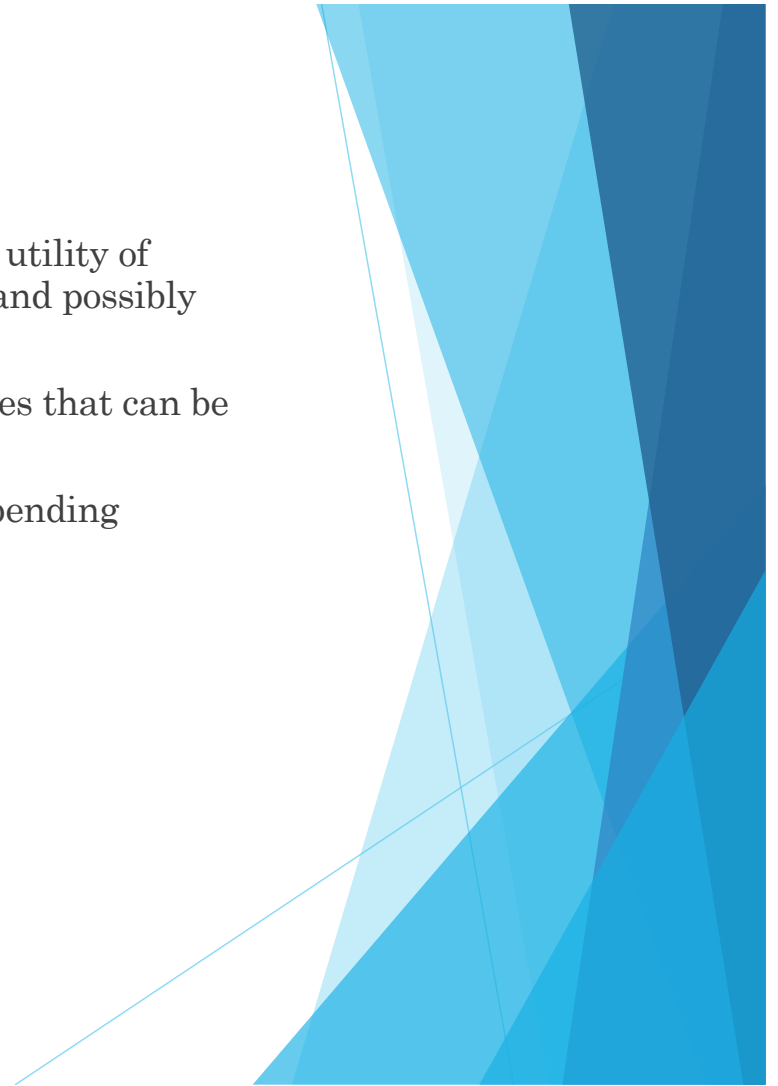 utility of
and possibly
es that can be
pending